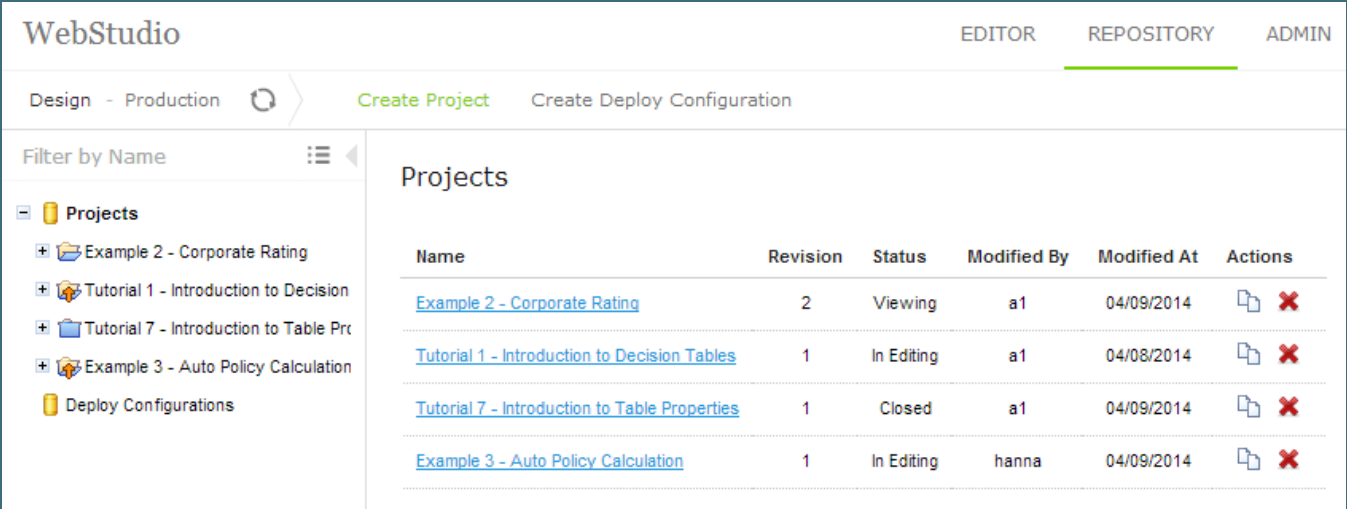 WebStudio
EDITOR REPOSITORY ADMIN
Design - Production Create Project Create Deploy Configuration
Filter by Name
Projects
Example 2 - Corporate Rating
Tutorial 1 - Introduction to Decision
Tutorial 7 - Introduction to Table Pro
Example 3 - Auto Policy Calculation
Deploy Configurations
Projects
Name Revision Status Modified By Modified At Actions
Example 2 - Corporate Rating 2 Viewing a1 04/09/2014
Tutorial 1 - Introduction to Decision Tables 1 In Editing a1 04/08/2014
Tutorial 7 - Introduction to Table Properties 1 Closed a1 04/09/2014
Example 3 - Auto Policy Calculation 1 In Editing hanna 04/09/2014